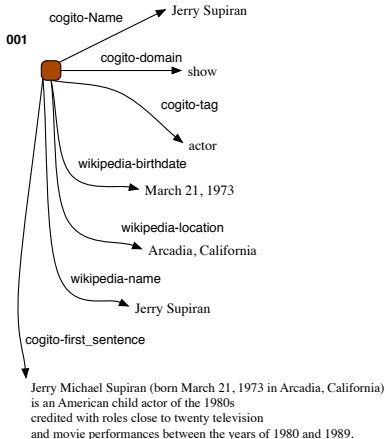 cogito-Name
Jerry Supiran
001
cogito-domain
show
cogito-tag
actor
wikipedia-birthdate
March 21, 1973
wikipedia-location
Arcadia, California
wikipedia-name
Jerry Supiran
cogito-first_sentence
Jerry Michael Supiran (born March 21, 1973 in Arcadia, California)
is an American child actor of the 1980s
credited with roles close to twenty television
and movie performances between the years of 1980 and 1989.